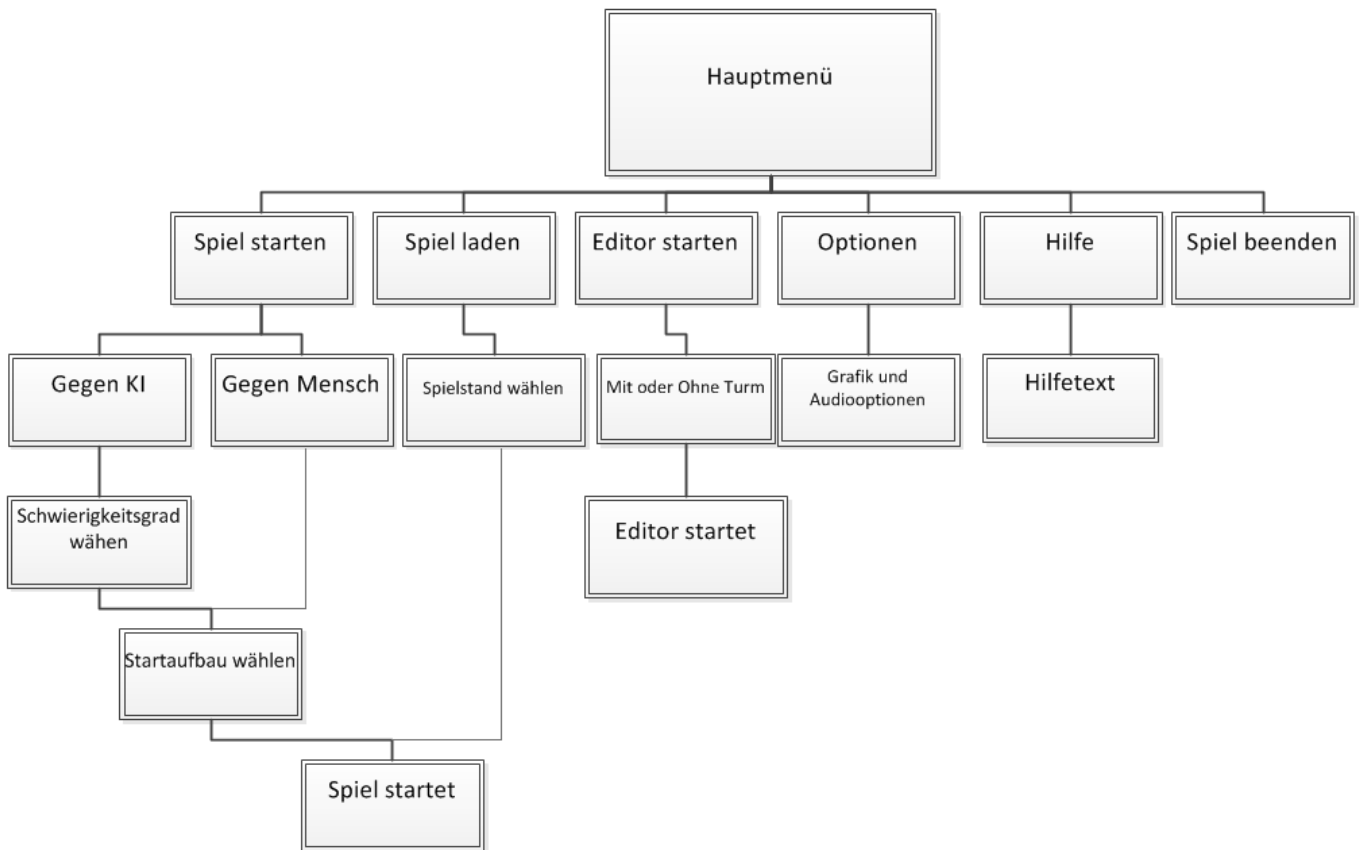 Hauptmenü
Spiel starten
Spiel laden
Editor starten
Optionen
Hilfe
Spiel beenden
Gegen KI
Gegen Mensch
Spielstand wählen
Mit oder Ohne Turm
Grafik und
Audiooptionen
Hilfetext
Schwierigkeitsgrad
wähen
Editor startet
Startaufbau wählen
Spiel startet